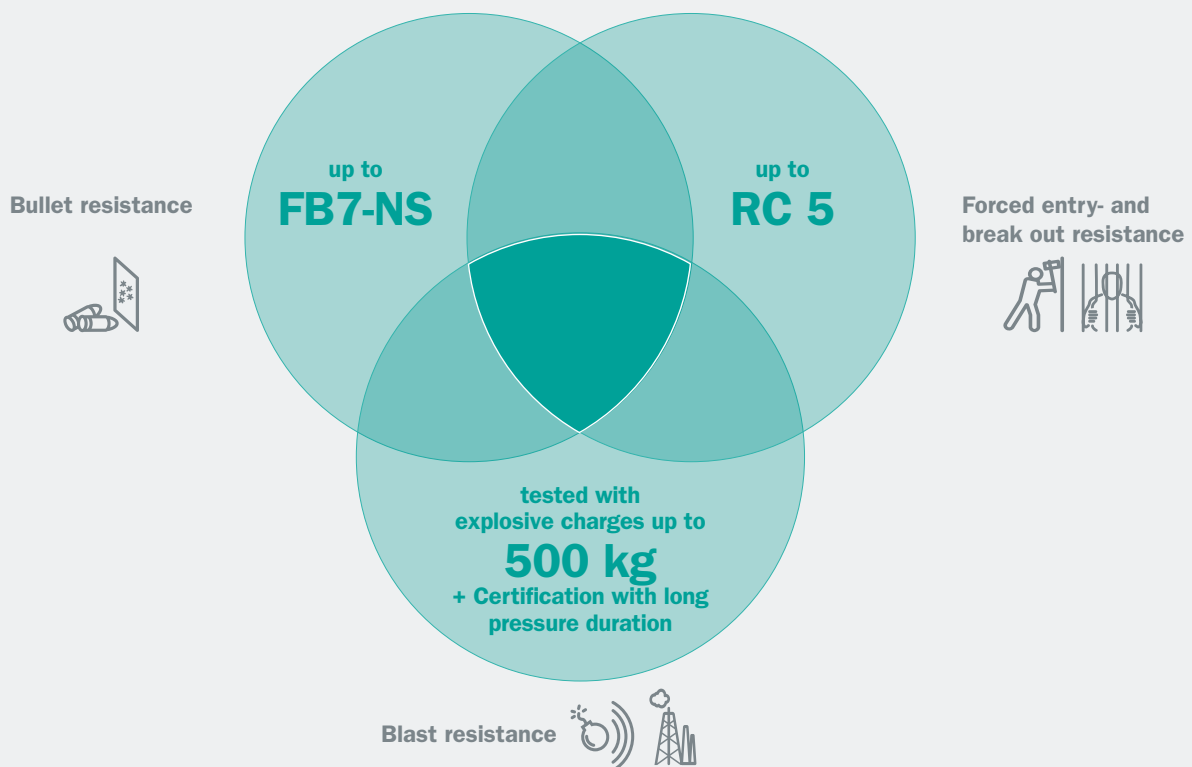 up to
FB7-NS
up to
RC 5
Bullet resistance
Forced entry- and
break out resistance
tested with
explosive charges up to
500 kg
+ Certification with long
pressure duration
Blast resistance